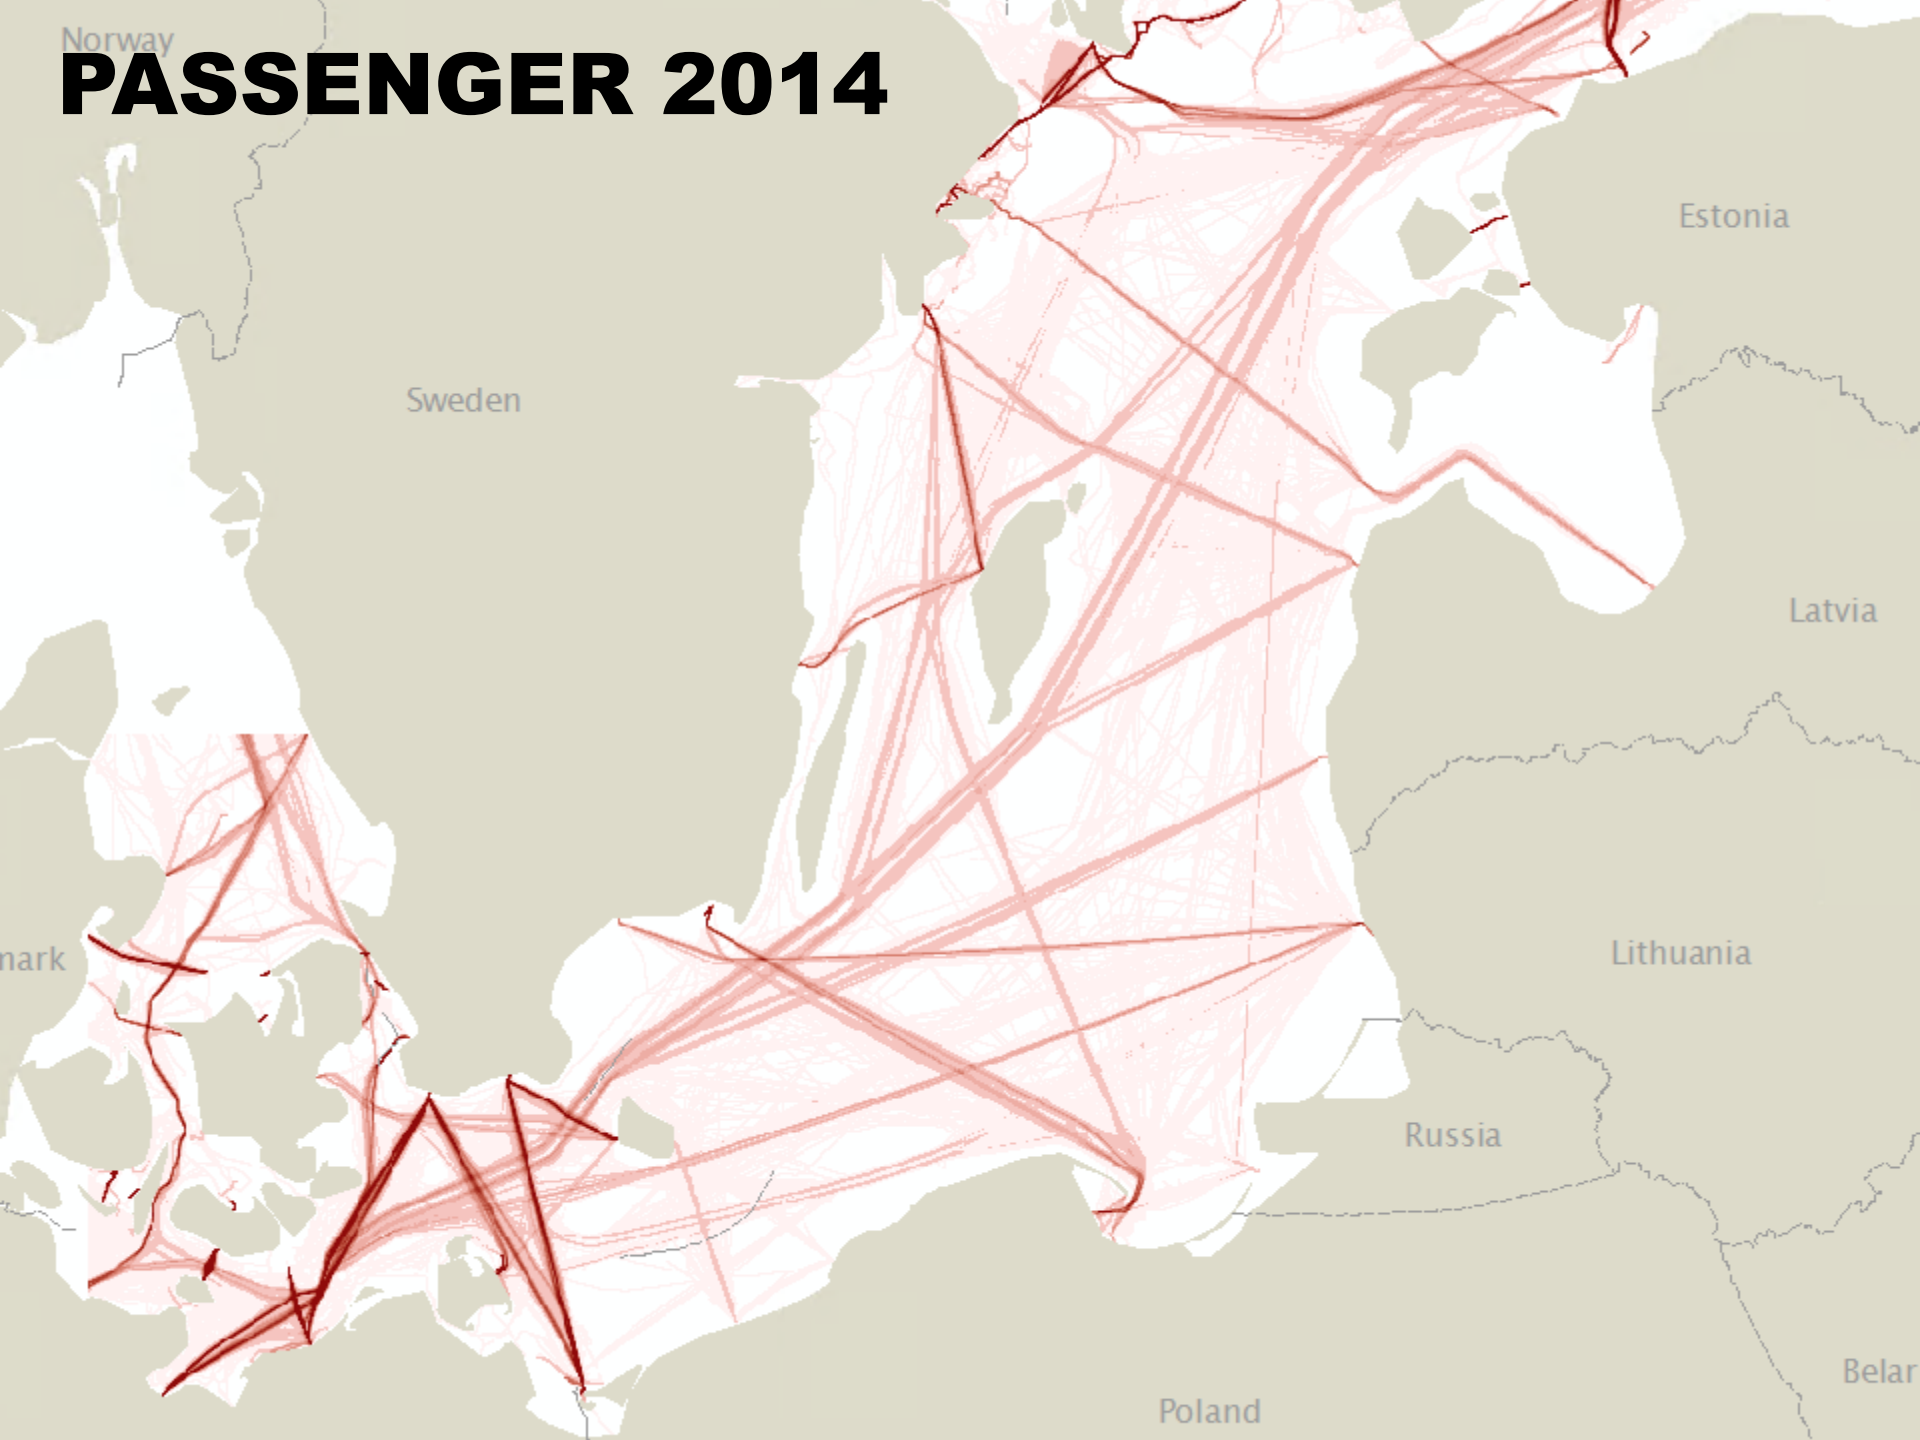 Norway
PASSENGER 2014
Estonia
Sweden
Latvia
mark
Lithuania
Russia
Belar
Poland